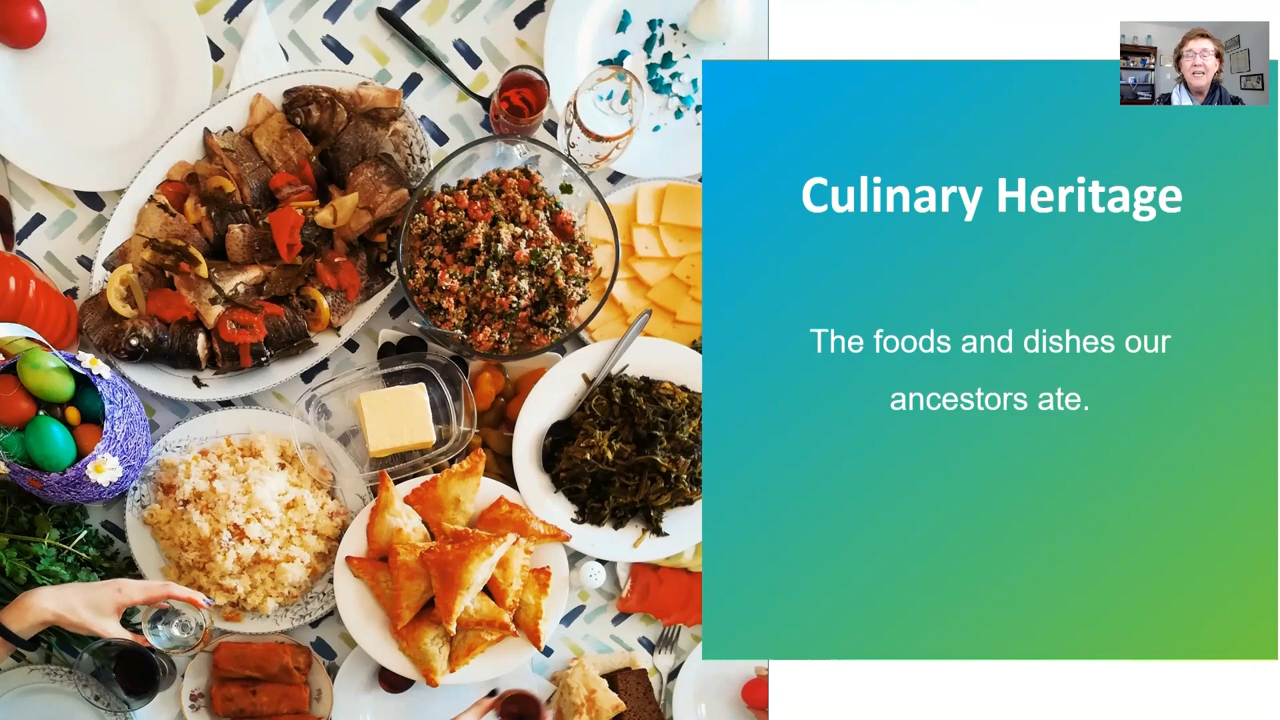 Culinary Heritage
The foods and dishes our
ancestors ate.